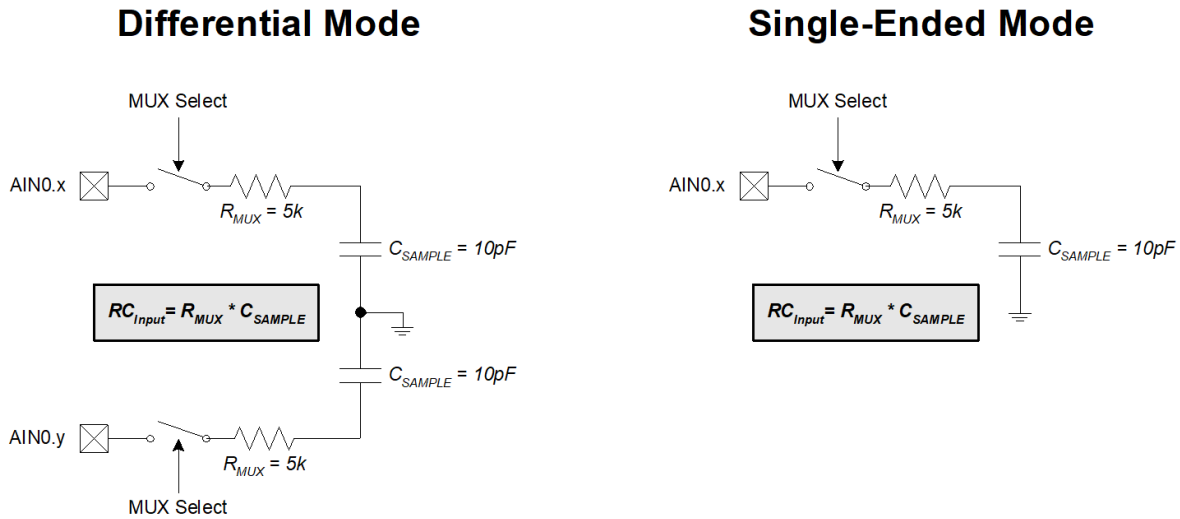 Differential Mode
MUX Select
AIN0.x
RMUX = 5k
CSAMPLE = 10pF
RCInput= RMUX * CSAMPLE
CSAMPLE = 10pF
AIN0.y
RMUX = 5k
MUX Select
Single-Ended Mode
MUX Select
AIN0.x
RMUX = 5k
CSAMPLE = 10pF
RCInput= RMUX * CSAMPLE